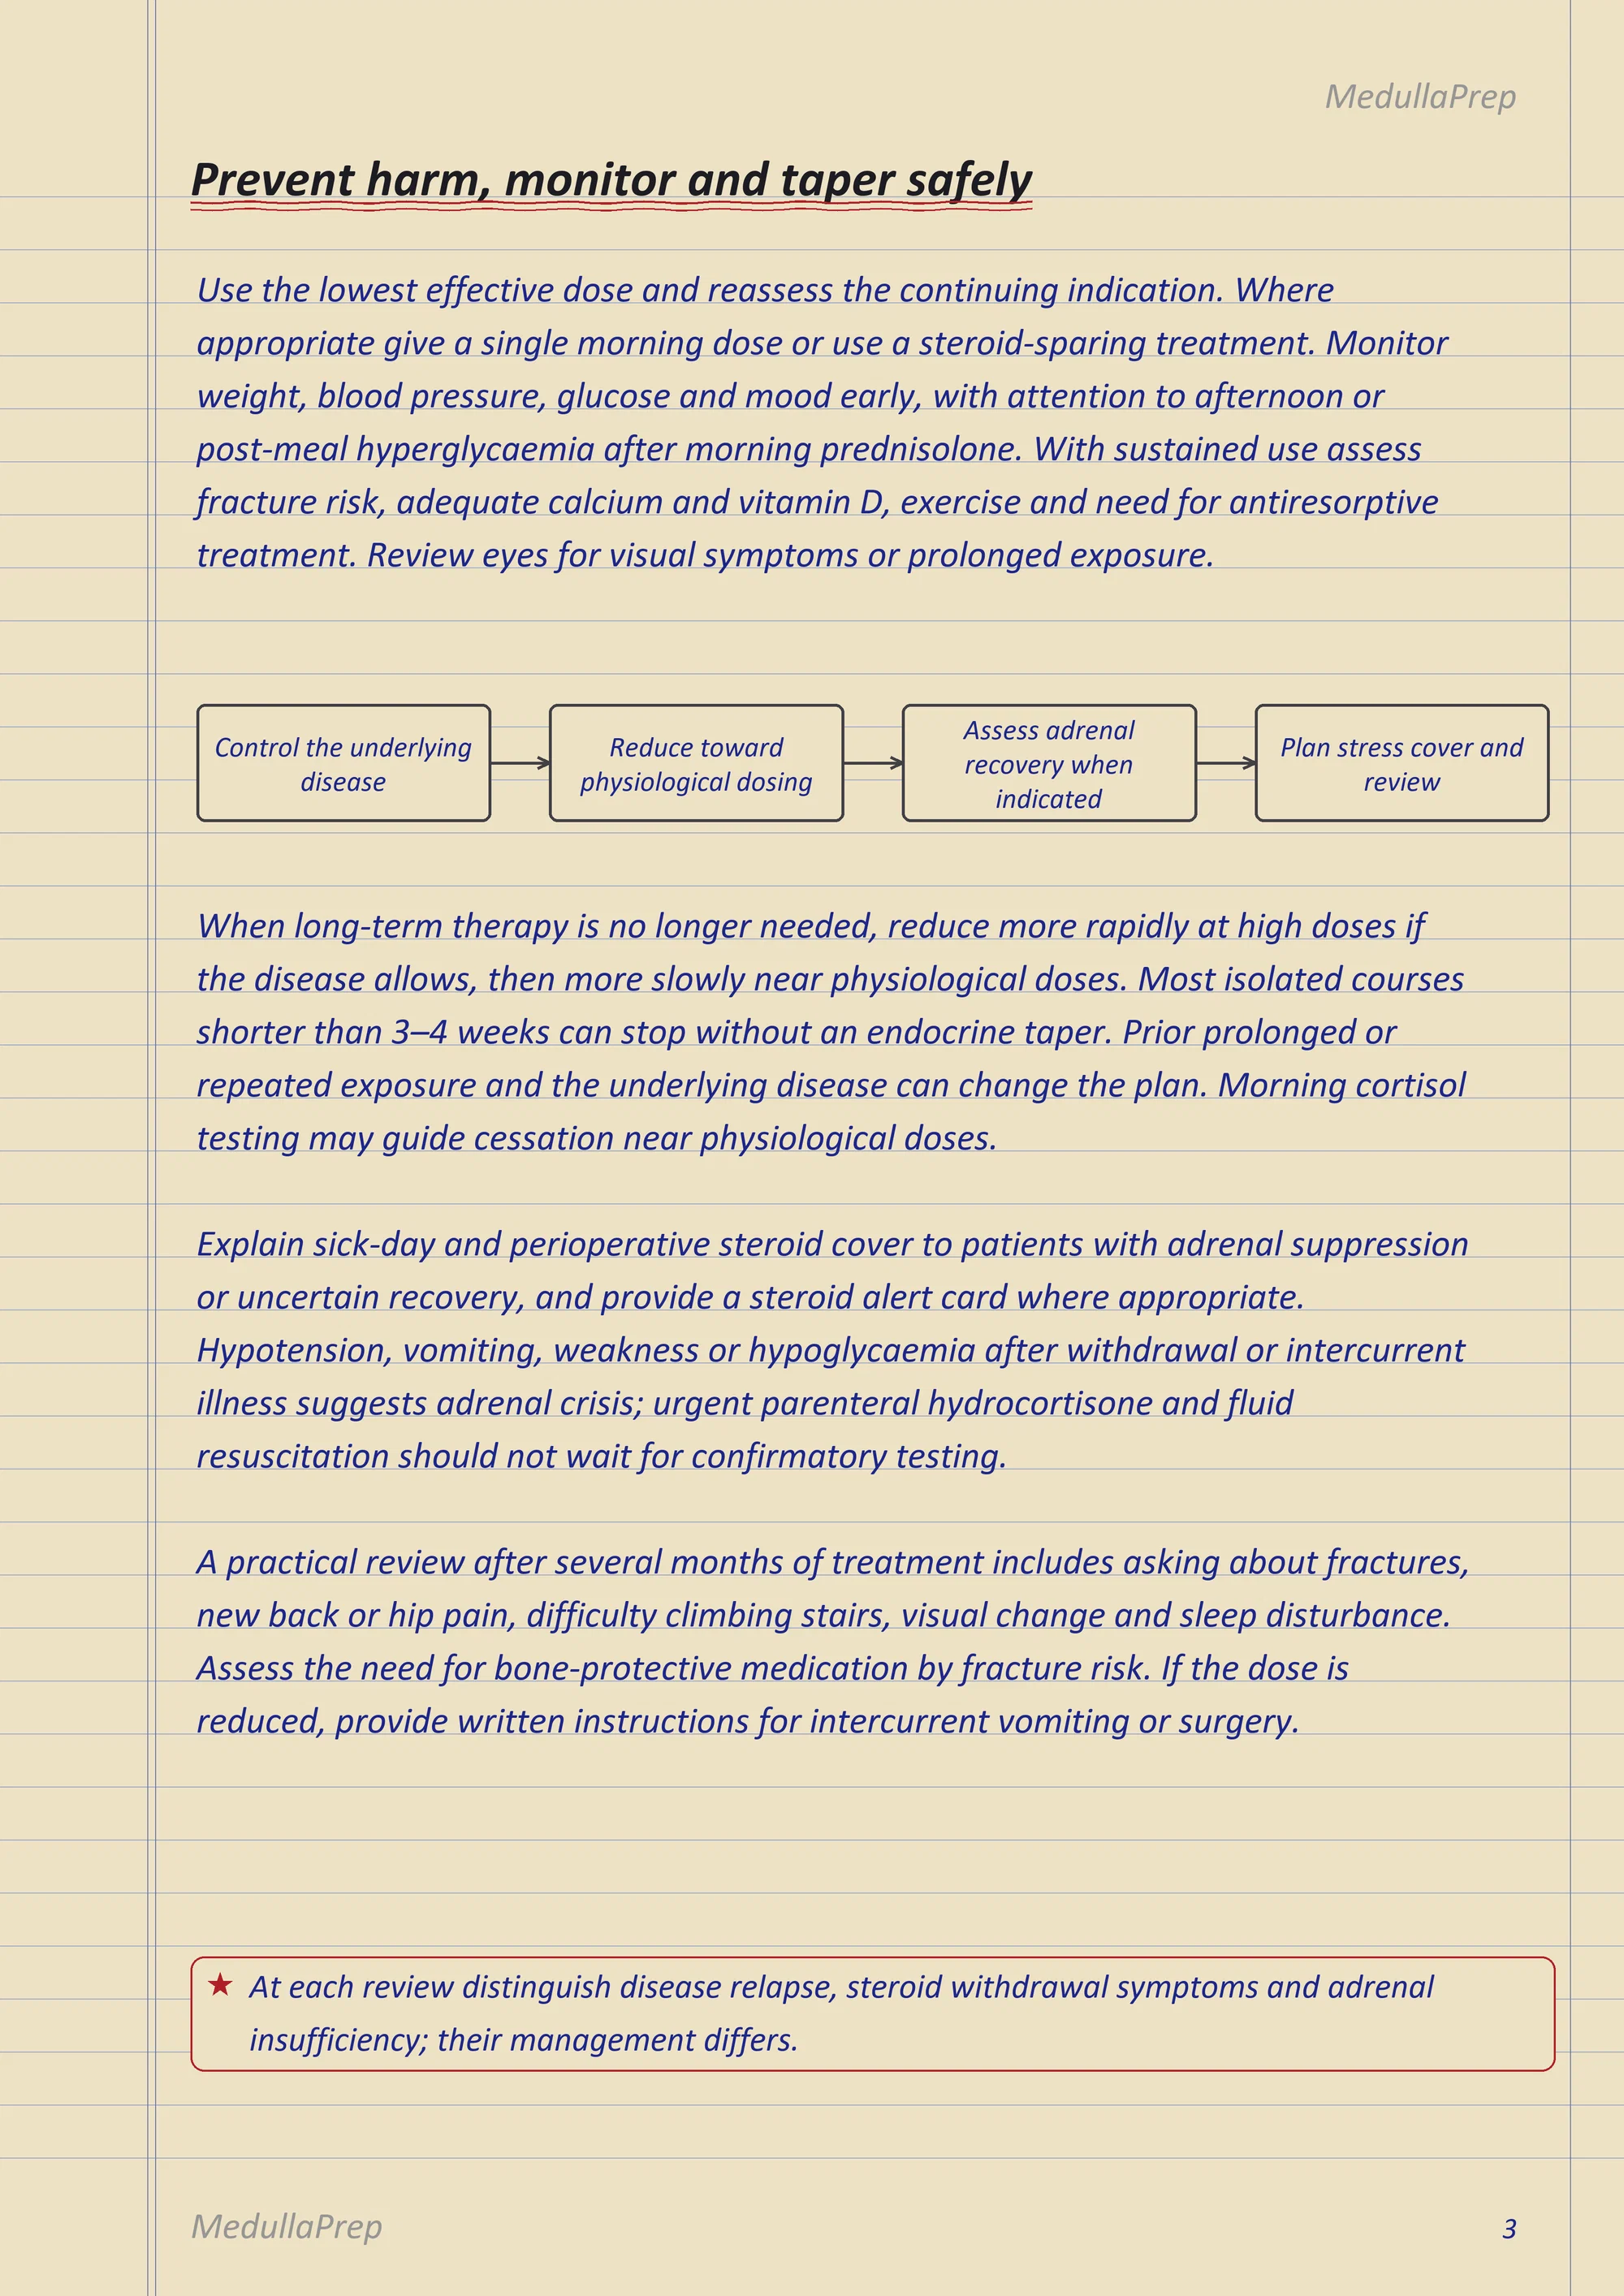 MedullaPrep
Prevent harm, monitor and taper safely
Use the lowest effective dose and reassess the continuing indication. Where
appropriate give a single morning dose or use a steroid-sparing treatment. Monitor
weight, blood pressure, glucose and mood early, with attention to afternoon or
post-meal hyperglycaemia after morning prednisolone. With sustained use assess
fracture risk, adequate calcium and vitamin D, exercise and need for antiresorptive
treatment. Review eyes for visual symptoms or prolonged exposure.
Control the underlying
disease
Reduce toward
physiological dosing
Assess adrenal
recovery when
indicated
Plan stress cover and
review
When long-term therapy is no longer needed, reduce more rapidly at high doses if
the disease allows, then more slowly near physiological doses. Most isolated courses
shorter than 3–4 weeks can stop without an endocrine taper. Prior prolonged or
repeated exposure and the underlying disease can change the plan. Morning cortisol
testing may guide cessation near physiological doses.
Explain sick-day and perioperative steroid cover to patients with adrenal suppression
or uncertain recovery, and provide a steroid alert card where appropriate.
Hypotension, vomiting, weakness or hypoglycaemia after withdrawal or intercurrent
illness suggests adrenal crisis; urgent parenteral hydrocortisone and fluid
resuscitation should not wait for confirmatory testing.
A practical review after several months of treatment includes asking about fractures,
new back or hip pain, difficulty climbing stairs, visual change and sleep disturbance.
Assess the need for bone-protective medication by fracture risk. If the dose is
reduced, provide written instructions for intercurrent vomiting or surgery.
★ At each review distinguish disease relapse, steroid withdrawal symptoms and adrenal
insufficiency; their management differs.
MedullaPrep
3